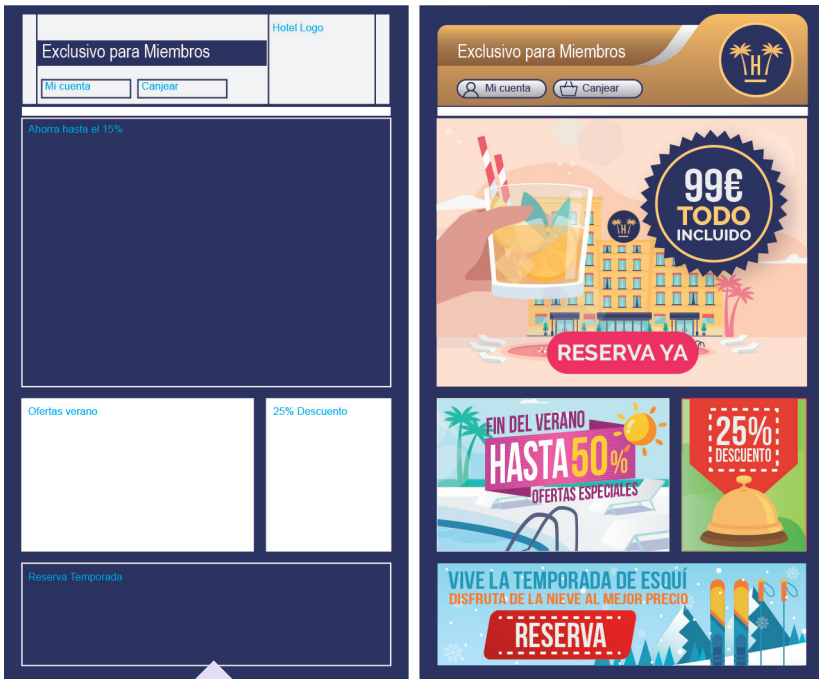 Hotel Logo
Exclusivo para Miembros
Mi cuenta
Canjear
Ahorra hasta el 15%
Ofertas verano
25% Descuento
Reserva Temporada
Exclusivo para Miembros
H
Mi cuenta
Canjear
99€
TODO
INCLUIDO
H
RESERVA YA
FIN DEL VERANO
HASTA 50%
OFERTAS ESPECIALES
25%
DESCUENTO
VIVE LA TEMPORADA DE ESQUÍ
DISFRUTA DE LA NIEVE AL MEJOR PRECIO
RESERVA